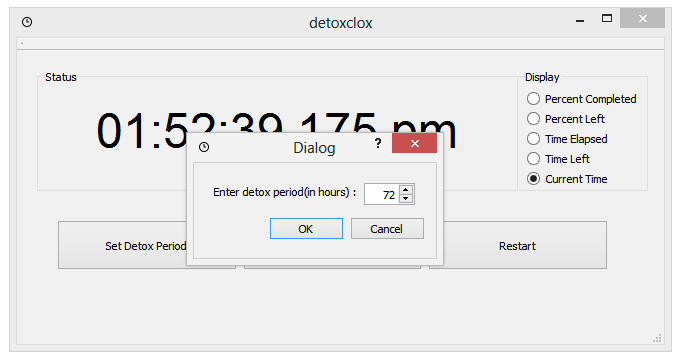 detoxclox
Status
Display
01:52:39.175 pm
Percent Completed
Percent Left
Time Elapsed
Time Left
Current Time
Dialog
?
Enter detox period(in hours) :
72
OK
Cancel
Set Detox Period
Restart